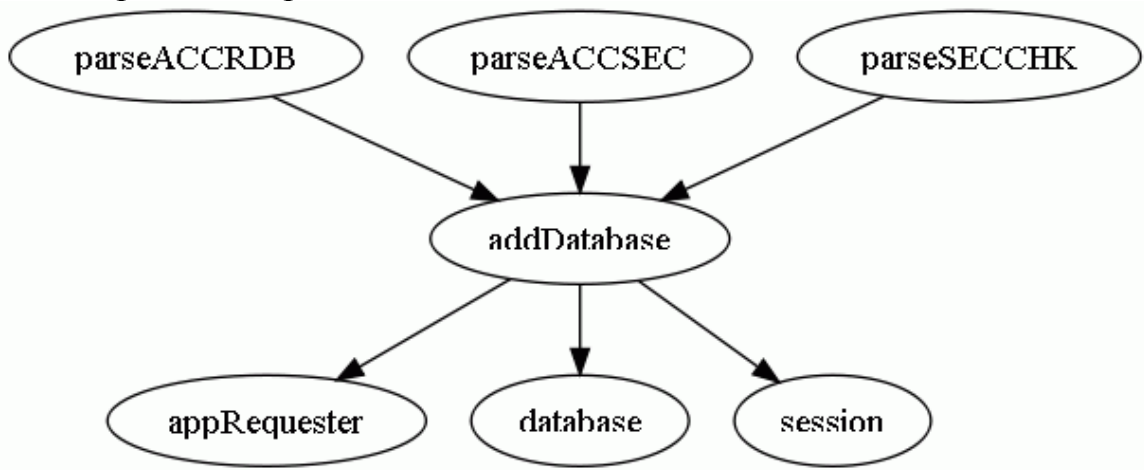 parseACCRDB
parseACCSEC
parseSECCHK
addDatabase
appRequester
database
session